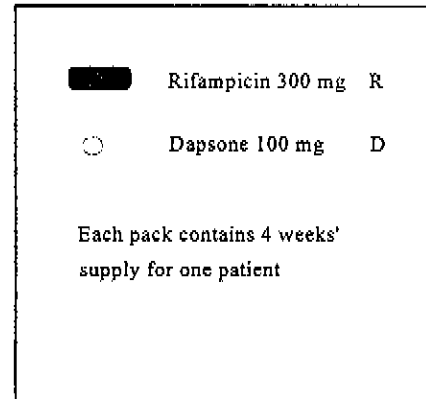 Rifampicin 300 mg R
Dapsone 100 mg D
Each pack contains 4 weeks'
supply for one patient